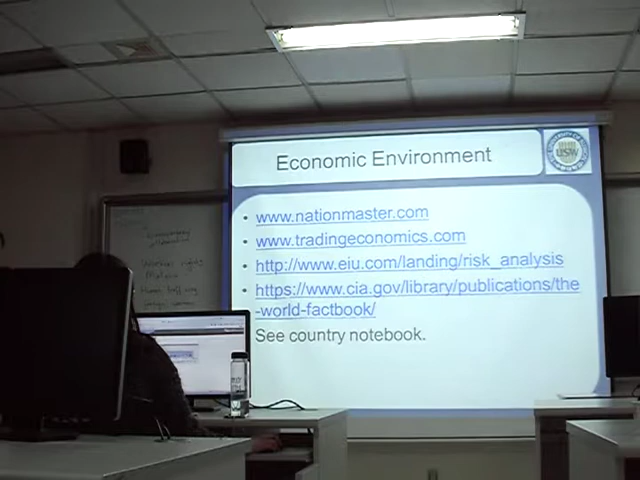 Economic Environment
USW
www.nationmaster.com
www.tradingeconomics.com
http://www.eiu.com/landing/risk_analysis
https://www.cia.gov/library/publications/the
-world-factbook/
See country notebook.